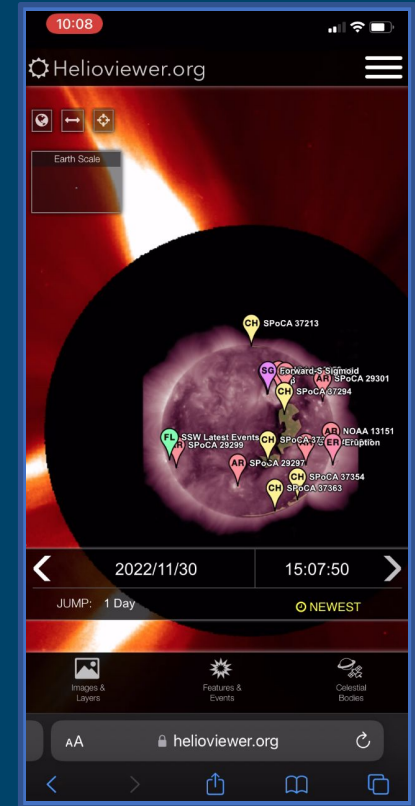 10:08
Helioviewer.org
Earth Scale
CH SPoCA 37213
SG Forward-S Sigmoid
AR SPoCA 29301
CH SPoCA 37294
AR NOAA 13151
FL SSW Latest Events
CH
ER Eruption
SPoCA 29299
AR SPoCA 29297
CH SPoCA 37354
CH SPoCA 37363
2022/11/30 15:07:50
JUMP: 1 Day NEWEST
Images & Layers
Features & Events
Celestial Bodies
AA helioviewer.org